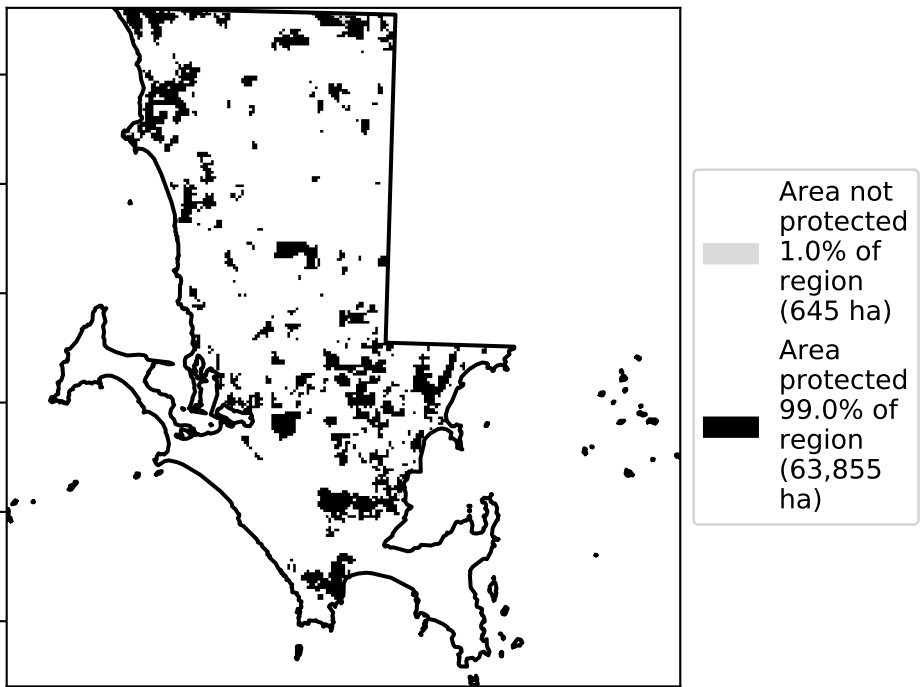 Area not
protected
1.0% of
region
(645 ha)
Area
protected
99.0% of
region
(63,855
ha)